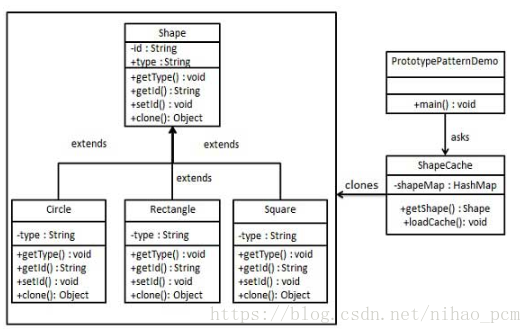 Shape
-id : String
+type : String
+getType() : void
+getId() : String
+setId() : void
+clone(): Object
PrototypePatternDemo
+main() : void
asks
extends
extends
extends
ShapeCache
-shapeMap : HashMap
+getShape() : Shape
+loadCache(): void
clones
Circle
-type : String
+getType() : void
+getId() : String
+setId() : void
+clone(): Object
Rectangle
-type : String
+getType() : void
+getId() : String
+setId() : void
+clone(): Object
Square
-type : String
+getType() : void
+getId() : String
+setId() : void
+clone(): Object
https://blog.csdn.net/nihao_pcm